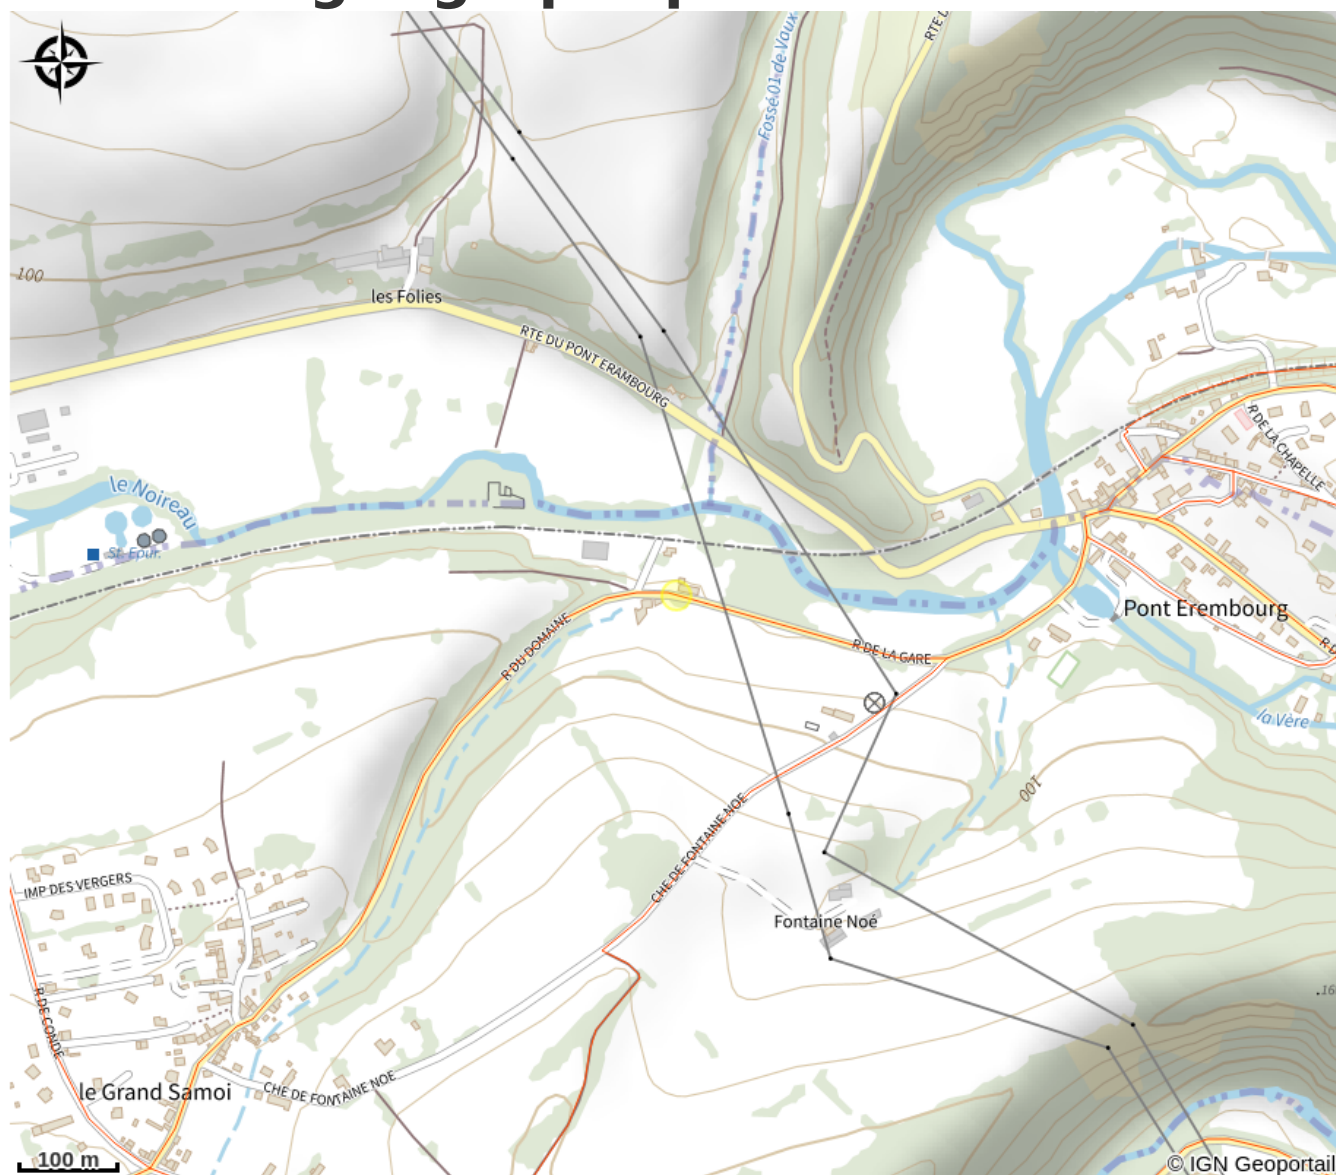 Fossé 01 de Vaux
RTE D
100
les Folies
RTE DU PONT ERAMBOURG
R DE LA CHAPELLE
le Noireau
St. Epur.
Pont Erembourg
R DU DOMAINE
R DE LA GARE
R D
la Vère
100
CHE DE FONTAINE NOE
IMP DES VERGERS
Fontaine Noé
R DE CONDE
le Grand Samoi
CHE DE FONTAINE NOE
100 m
© IGN Geoportail